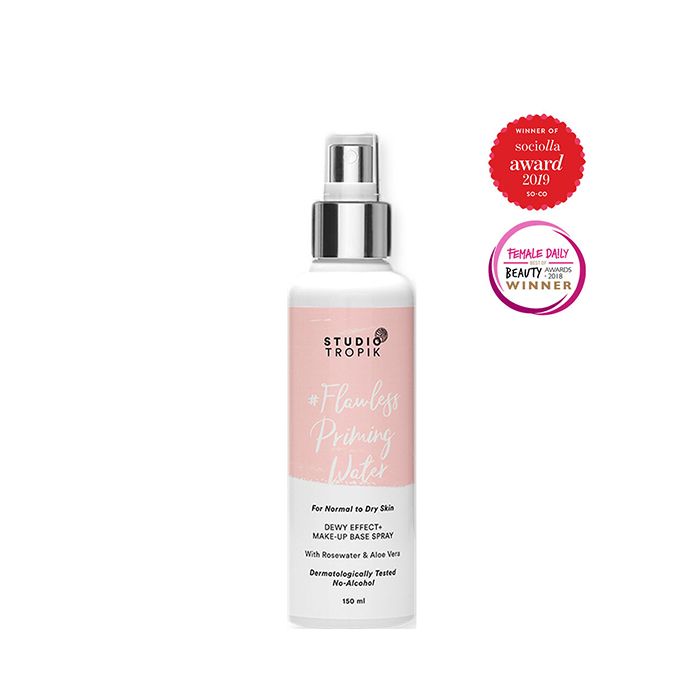 WINNER OF
sociolla
award
2019
SO·CO
FEMALE DAILY
BEST OF
BEAUTY AWARDS
· 2018
WINNER
STUDIO
TROPIK
#Flawless
Priming
Water
For Normal to Dry Skin
DEWY EFFECT+
MAKE-UP BASE SPRAY
With Rosewater & Aloe Vera
Dermatologically Tested
No-Alcohol
150 ml